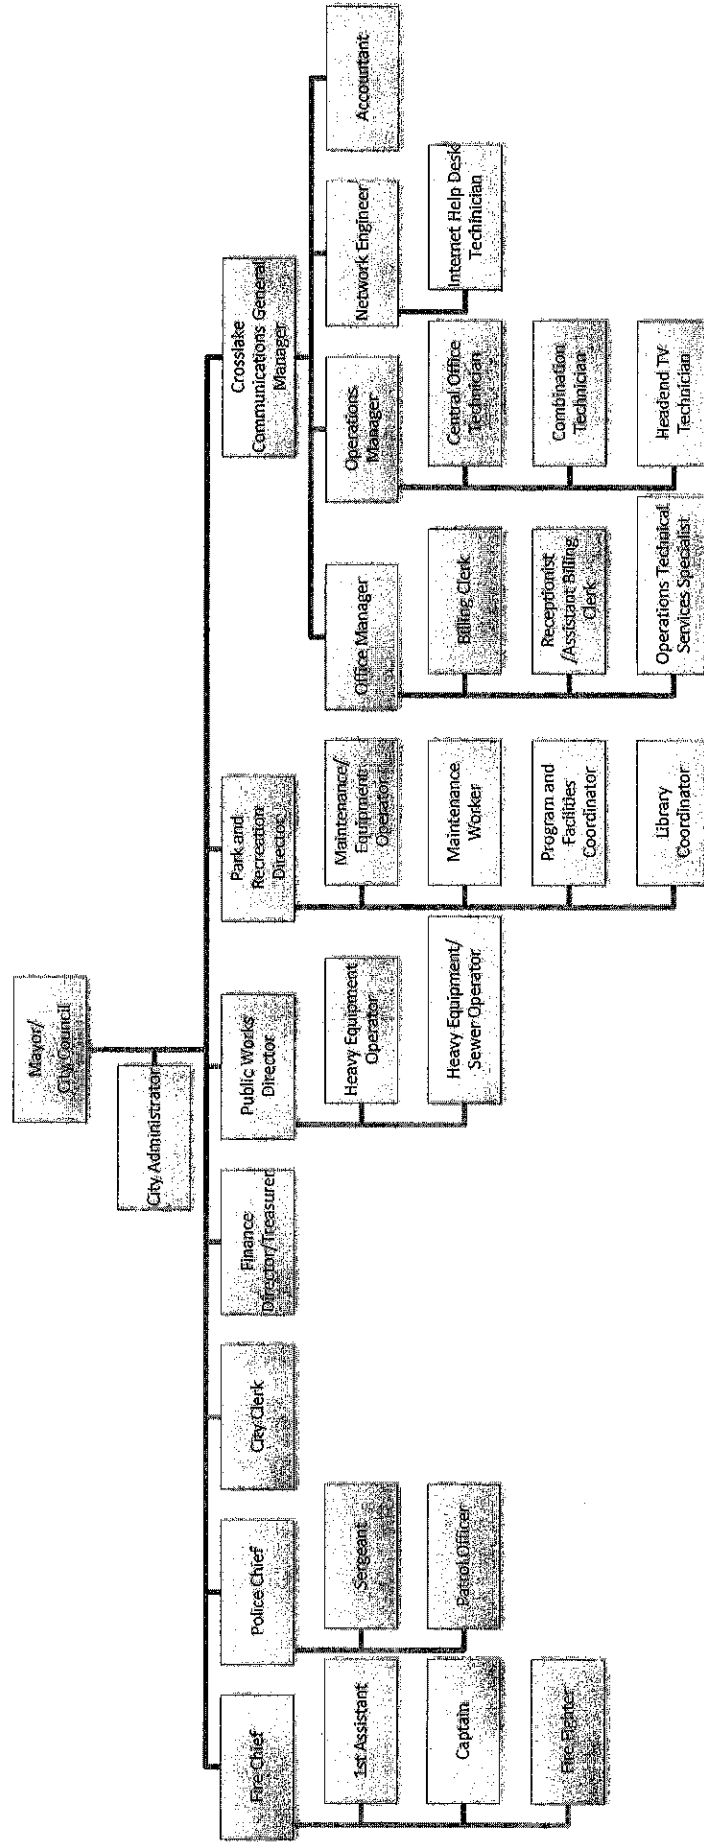 Mayor/
City Council
City Administrator
Fire Chief
1st Assistant
Captain
Fire Fighter
Police Chief
Sergeant
Patrol Officer
City Clerk
Finance
Director/Treasurer
Public Works
Director
Heavy Equipment
Operator
Heavy Equipment/
Sewer Operator
Park and
Recreation
Director
Maintenance/
Equipment
Operator
Maintenance
Worker
Program and
Facilities
Coordinator
Library
Coordinator
Crosslake
Communications General
Manager
Office Manager
Billing Clerk
Receptionist
/Assistant Billing
Clerk
Operations Technical
Services Specialist
Operations
Manager
Central Office
Technician
Combination
Technician
Headend TV
Technician
Network Engineer
Internet Help Desk
Techinician
Accountant